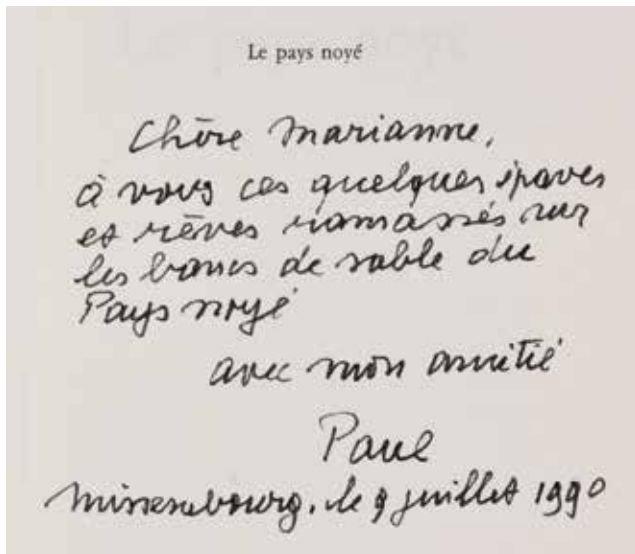 Le pays noyé
Chère Marianne,
à vous ces quelques épaves
et rêves ramassés sur
les bancs de sable du
Pays noyé
avec mon amitié
Paul
Missembourg, le 9 juillet 1990